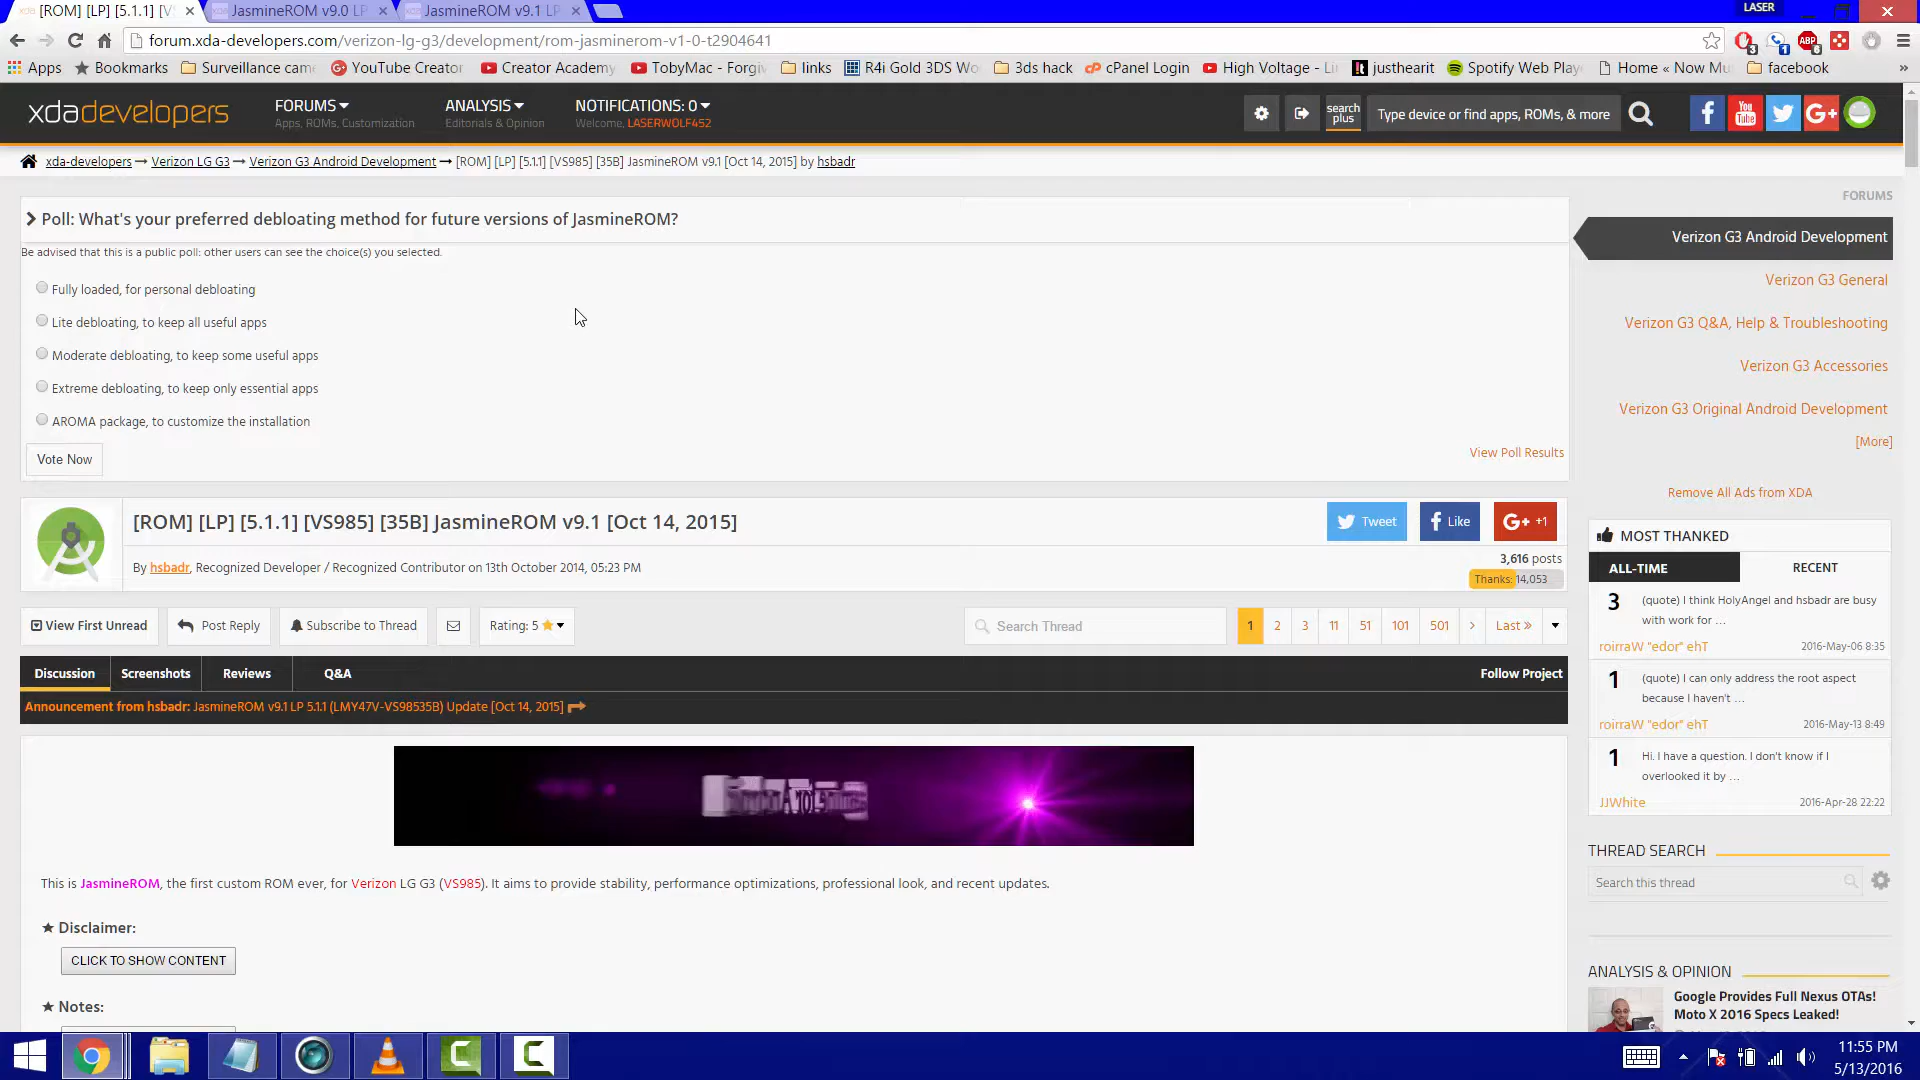 [ROM] [LP] [5.1.1] [VS
JasmineROM v9.0 LP
JasmineROM v9.1 LP
LASER
forum.xda-developers.com/verizon-lg-g3/development/rom-jasminerom-v1-0-t2904641
Apps
Bookmarks
Surveillance cam
YouTube Creator
Creator Academy
TobyMac - Forgiv
links
R4i Gold 3DS Wo
3ds hack
cPanel Login
High Voltage - Li
justhearit
Spotify Web Play
Home « Now Mu
facebook
xdadevelopers
FORUMS
Apps, ROMs, Customization
ANALYSIS
Editorials & Opinion
NOTIFICATIONS: 0
Welcome, LASERWOLF452
search plus
Type device or find apps, ROMs, & more
xda-developers → Verizon LG G3 → Verizon G3 Android Development → [ROM] [LP] [5.1.1] [VS985] [35B] JasmineROM v9.1 [Oct 14, 2015] by hsbadr
Poll: What's your preferred debloating method for future versions of JasmineROM?
Be advised that this is a public poll: other users can see the choice(s) you selected.
Fully loaded, for personal debloating
Lite debloating, to keep all useful apps
Moderate debloating, to keep some useful apps
Extreme debloating, to keep only essential apps
AROMA package, to customize the installation
Vote Now
View Poll Results
[ROM] [LP] [5.1.1] [VS985] [35B] JasmineROM v9.1 [Oct 14, 2015]
Tweet
Like
G+ +1
By hsbadr, Recognized Developer / Recognized Contributor on 13th October 2014, 05:23 PM
3,616 posts
Thanks: 14,053
View First Unread
Post Reply
Subscribe to Thread
Rating: 5
Search Thread
1 2 3 11 51 101 501 > Last »
Discussion
Screenshots
Reviews
Q&A
Follow Project
Announcement from hsbadr: JasmineROM v9.1 LP 5.1.1 (LMY47V-VS98535B) Update [Oct 14, 2015]
This is JasmineROM, the first custom ROM ever, for Verizon LG G3 (VS985). It aims to provide stability, performance optimizations, professional look, and recent updates.
★ Disclaimer:
CLICK TO SHOW CONTENT
★ Notes:
FORUMS
Verizon G3 Android Development
Verizon G3 General
Verizon G3 Q&A, Help & Troubleshooting
Verizon G3 Accessories
Verizon G3 Original Android Development
[More]
Remove All Ads from XDA
MOST THANKED
ALL-TIME
RECENT
3
(quote) I think HolyAngel and hsbadr are busy
with work for ...
roirraW "edor" ehT
2016-May-06 8:35
1
(quote) I can only address the root aspect
because I haven't ...
roirraW "edor" ehT
2016-May-13 8:49
1
Hi. I have a question. I don't know if I
overlooked it by ...
JJWhite
2016-Apr-28 22:22
THREAD SEARCH
Search this thread
ANALYSIS & OPINION
Google Provides Full Nexus OTAs!
Moto X 2016 Specs Leaked!
11:55 PM
5/13/2016